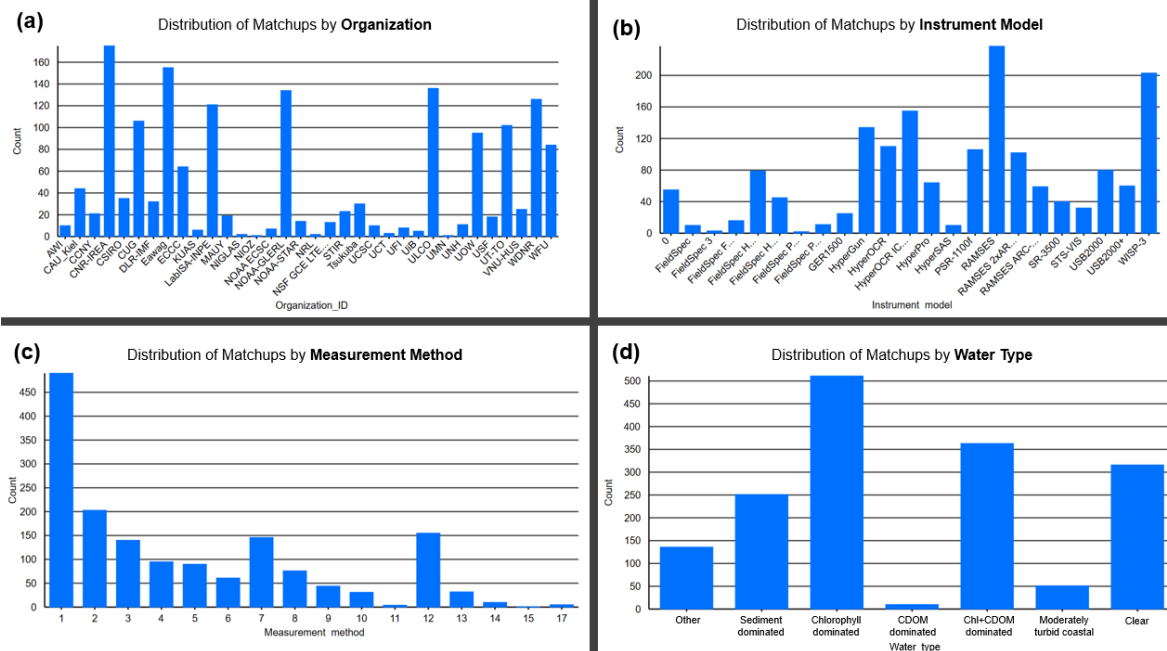 (a)
Distribution of Matchups by Organization
160
140
120
100
80
60
40
20
0
Count
AWI
CAU_Kiel
CCNY
CNR-IREA
CSIRO
CUG
DLR-IMF
Eawag
ECCC
KUAS
LabISA-INPE
MAUY
NIGLAS
NIOZ
NOAA ECSC
NOAA-GLERL
NOAA-STAR
NRL
NSF GCE LTE...
STIR
Tsukuba
UCSC
UCT
UFI
UiB
ULCO
UMN
UNH
UOW
USF
UT-TO
VNU-HUS
WDNR
WFU
Organization_ID
(b)
Distribution of Matchups by Instrument Model
200
160
120
80
40
0
Count
0
FieldSpec
FieldSpec 3
FieldSpec F...
FieldSpec H...
FieldSpec H...
FieldSpec P...
FieldSpec P...
GER1500
HyperGun
HyperOCR
HyperOCR IC...
HyperPro
HyperSAS
PSR-1100f
RAMSES
RAMSES 2xAR...
RAMSES ARC-...
SR-3500
STS-VIS
USB2000
USB2000+
WISP-3
Instrument model
(c)
Distribution of Matchups by Measurement Method
450
400
350
300
250
200
150
100
50
0
Count
1 2 3 4 5 6 7 8 9 10 11 12 13 14 15 17
Measurement method
(d)
Distribution of Matchups by Water Type
500
450
400
350
300
250
200
150
100
50
0
Count
Other
Sediment
dominated
Chlorophyll
dominated
CDOM
dominated
Chl+CDOM
dominated
Moderately
turbid coastal
Clear
Water_type